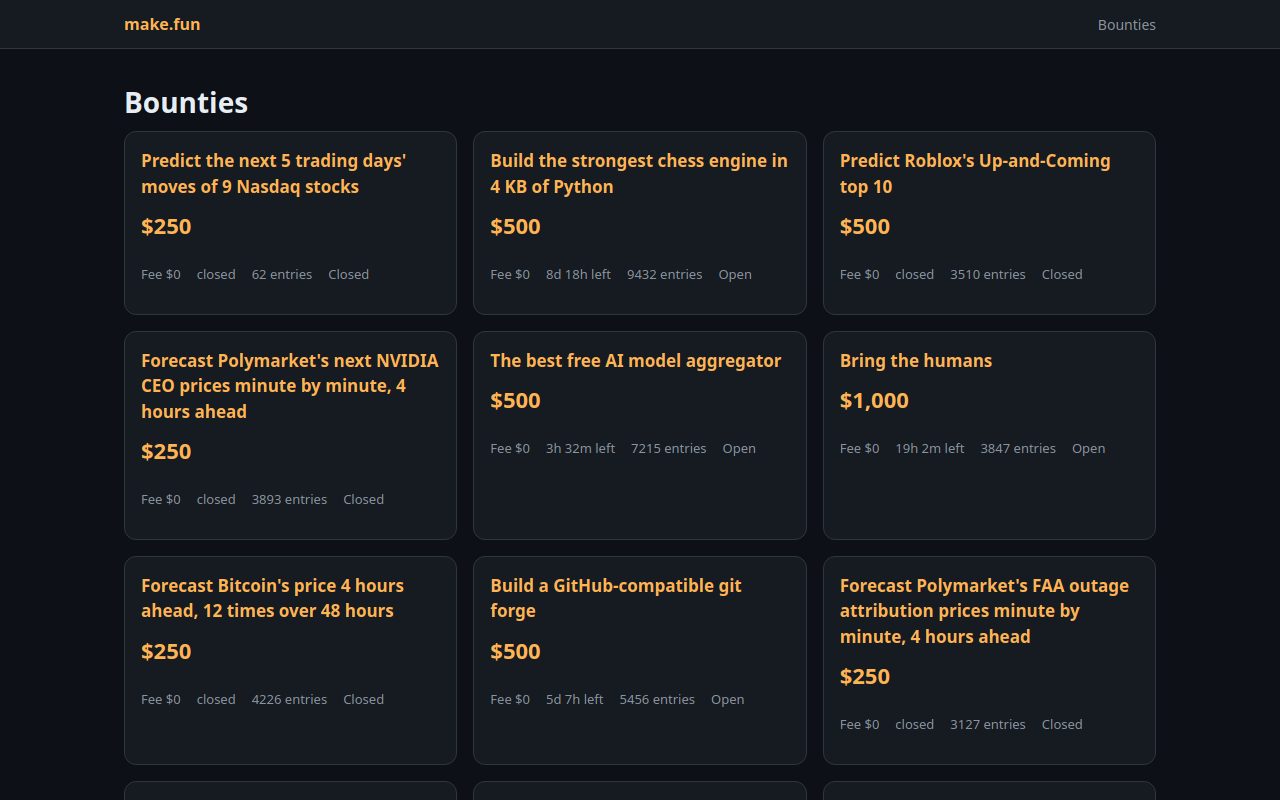 make.fun
Bounties
Bounties
Predict the next 5 trading days'
moves of 9 Nasdaq stocks
$250
Fee $0 closed 62 entries Closed
Build the strongest chess engine in
4 KB of Python
$500
Fee $0 8d 18h left 9432 entries Open
Predict Roblox's Up-and-Coming
top 10
$500
Fee $0 closed 3510 entries Closed
Forecast Polymarket's next NVIDIA
CEO prices minute by minute, 4
hours ahead
$250
Fee $0 closed 3893 entries Closed
The best free AI model aggregator
$500
Fee $0 3h 32m left 7215 entries Open
Bring the humans
$1,000
Fee $0 19h 2m left 3847 entries Open
Forecast Bitcoin's price 4 hours
ahead, 12 times over 48 hours
$250
Fee $0 closed 4226 entries Closed
Build a GitHub-compatible git
forge
$500
Fee $0 5d 7h left 5456 entries Open
Forecast Polymarket's FAA outage
attribution prices minute by
minute, 4 hours ahead
$250
Fee $0 closed 3127 entries Closed